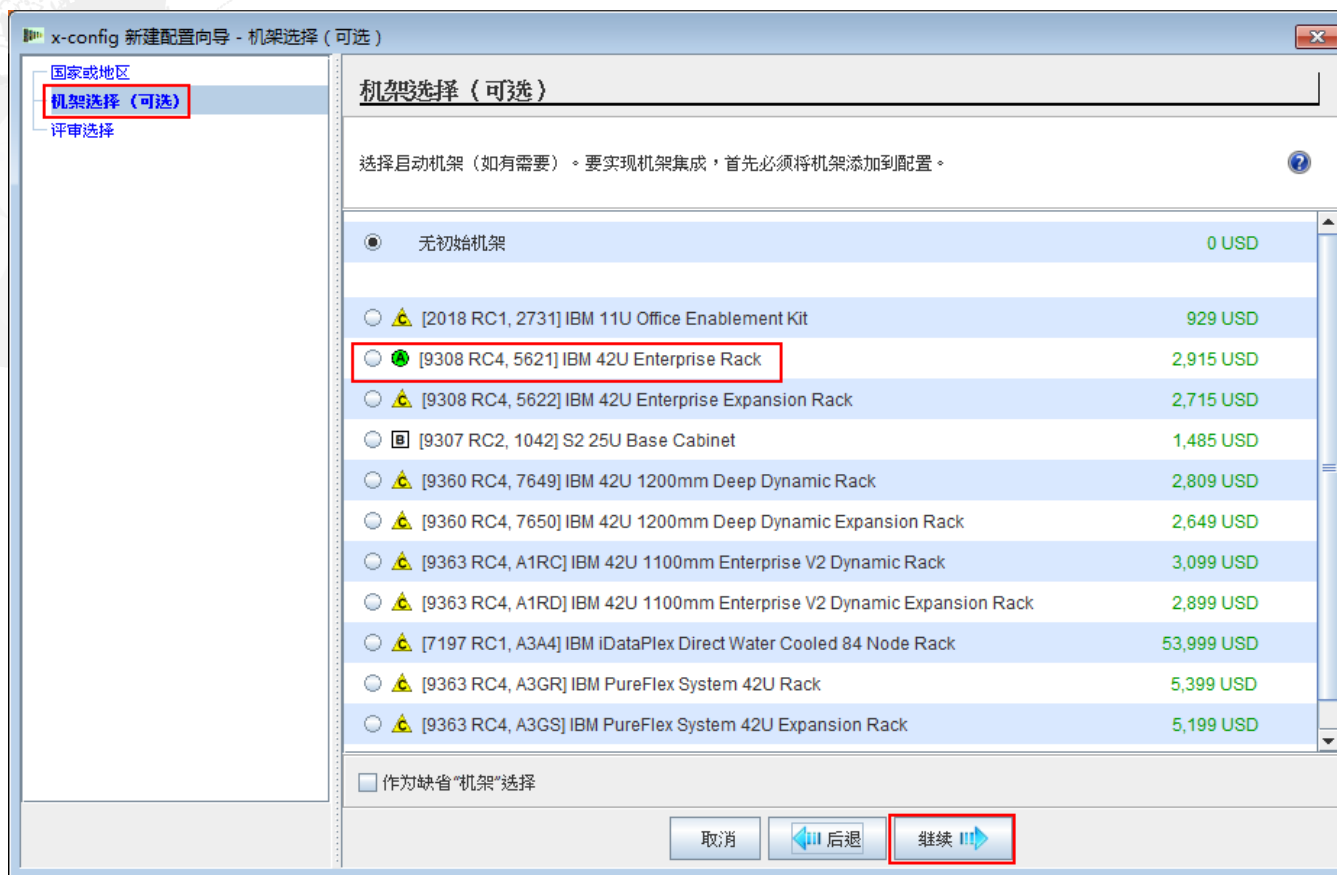 x-config 新建配置向导 - 机架选择 ( 可选 )
国家或地区
机架选择（可选）
评审选择
机架选择（可选）
选择启动机架（如有需要）。要实现机架集成，首先必须将机架添加到配置。
无初始机架 0 USD
C [2018 RC1, 2731] IBM 11U Office Enablement Kit 929 USD
A [9308 RC4, 5621] IBM 42U Enterprise Rack 2,915 USD
C [9308 RC4, 5622] IBM 42U Enterprise Expansion Rack 2,715 USD
B [9307 RC2, 1042] S2 25U Base Cabinet 1,485 USD
C [9360 RC4, 7649] IBM 42U 1200mm Deep Dynamic Rack 2,809 USD
C [9360 RC4, 7650] IBM 42U 1200mm Deep Dynamic Expansion Rack 2,649 USD
C [9363 RC4, A1RC] IBM 42U 1100mm Enterprise V2 Dynamic Rack 3,099 USD
C [9363 RC4, A1RD] IBM 42U 1100mm Enterprise V2 Dynamic Expansion Rack 2,899 USD
C [7197 RC1, A3A4] IBM iDataPlex Direct Water Cooled 84 Node Rack 53,999 USD
C [9363 RC4, A3GR] IBM PureFlex System 42U Rack 5,399 USD
C [9363 RC4, A3GS] IBM PureFlex System 42U Expansion Rack 5,199 USD
作为缺省"机架"选择
取消 后退 继续